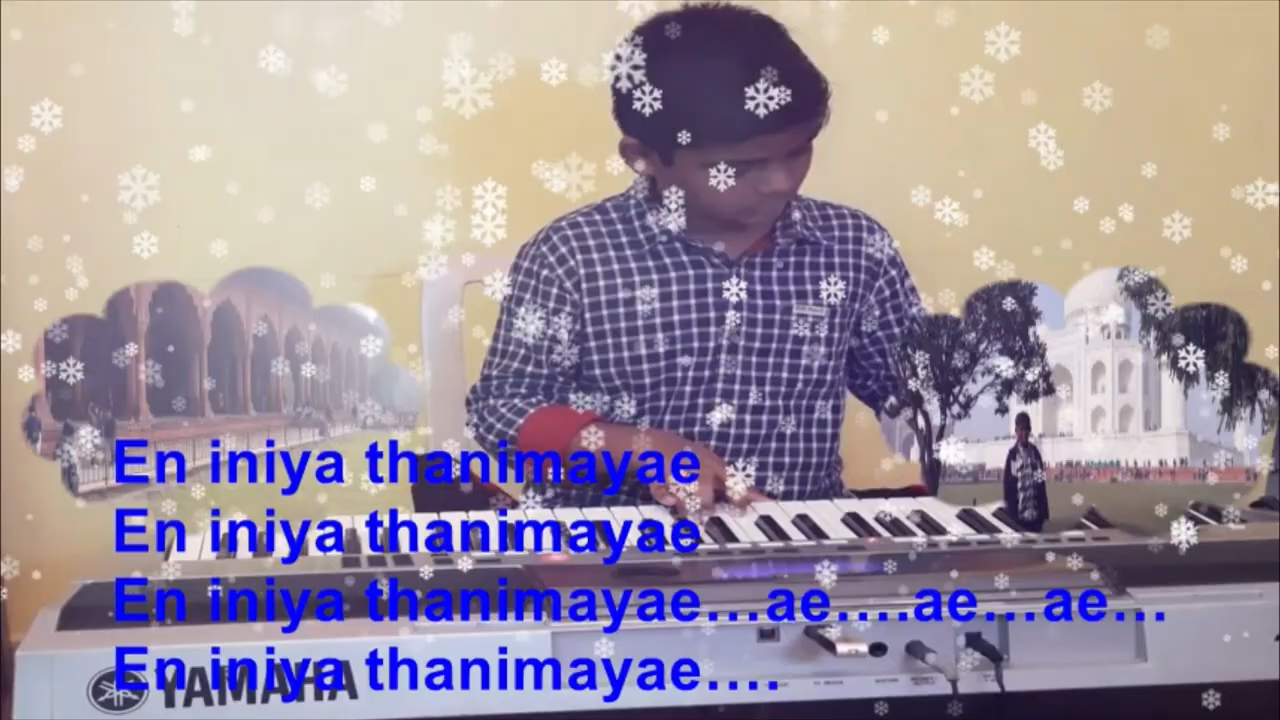 En iniya thanimayae
En iniya thanimayae
En iniya thanimayae...ae....ae...ae...
En iniya thanimayae....
YAMAHA